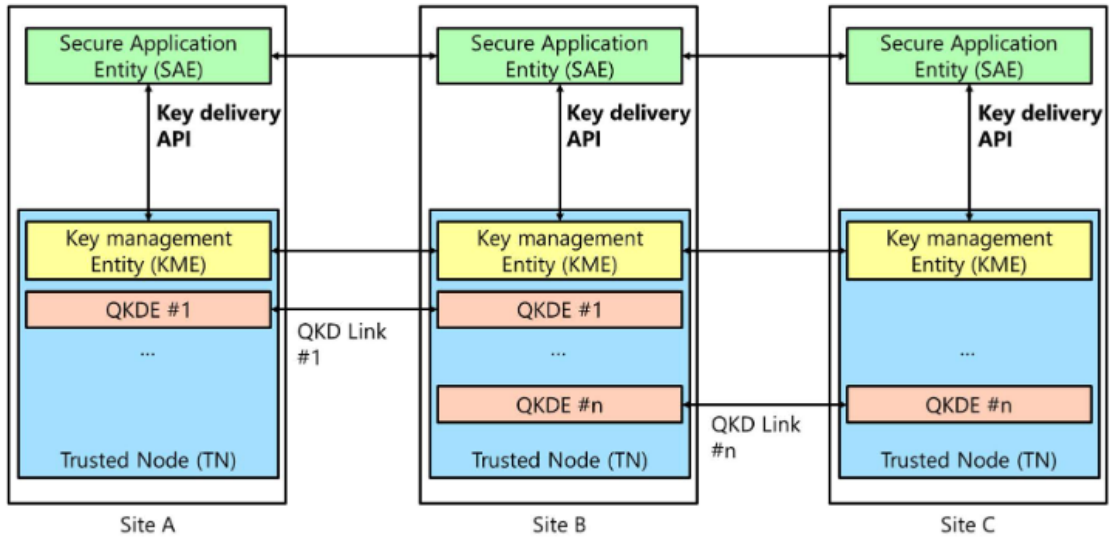 Secure Application
Entity (SAE)
Secure Application
Entity (SAE)
Secure Application
Entity (SAE)
Key delivery
API
Key delivery
API
Key delivery
API
Key management
Entity (KME)
Key management
Entity (KME)
Key management
Entity (KME)
QKDE #1
QKDE #1
QKD Link
#1
...
...
...
QKDE #n
QKDE #n
QKD Link
#n
Trusted Node (TN)
Trusted Node (TN)
Trusted Node (TN)
Site A
Site B
Site C